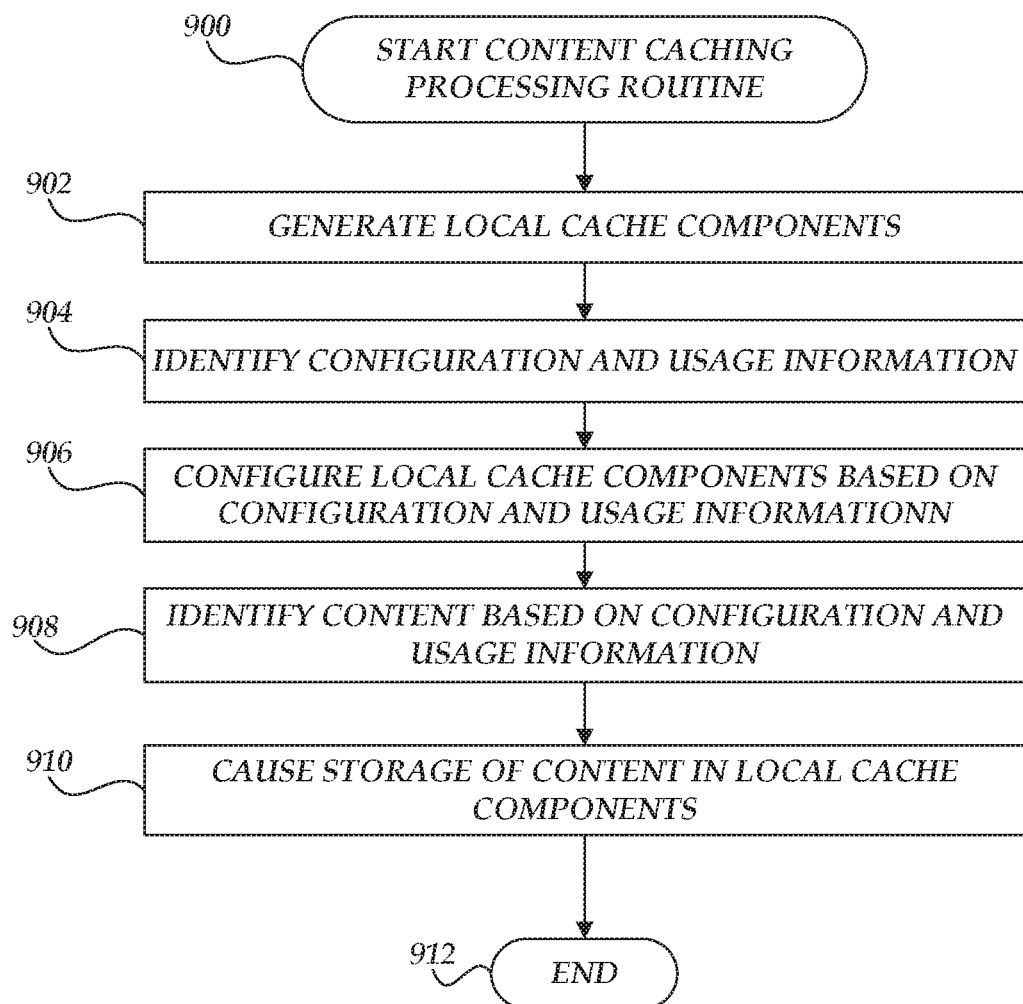 900
START CONTENT CACHING
PROCESSING ROUTINE
902
GENERATE LOCAL CACHE COMPONENTS
904
IDENTIFY CONFIGURATION AND USAGE INFORMATION
906
CONFIGURE LOCAL CACHE COMPONENTS BASED ON
CONFIGURATION AND USAGE INFORMATIONN
908
IDENTIFY CONTENT BASED ON CONFIGURATION AND
USAGE INFORMATION
910
CAUSE STORAGE OF CONTENT IN LOCAL CACHE
COMPONENTS
912
END